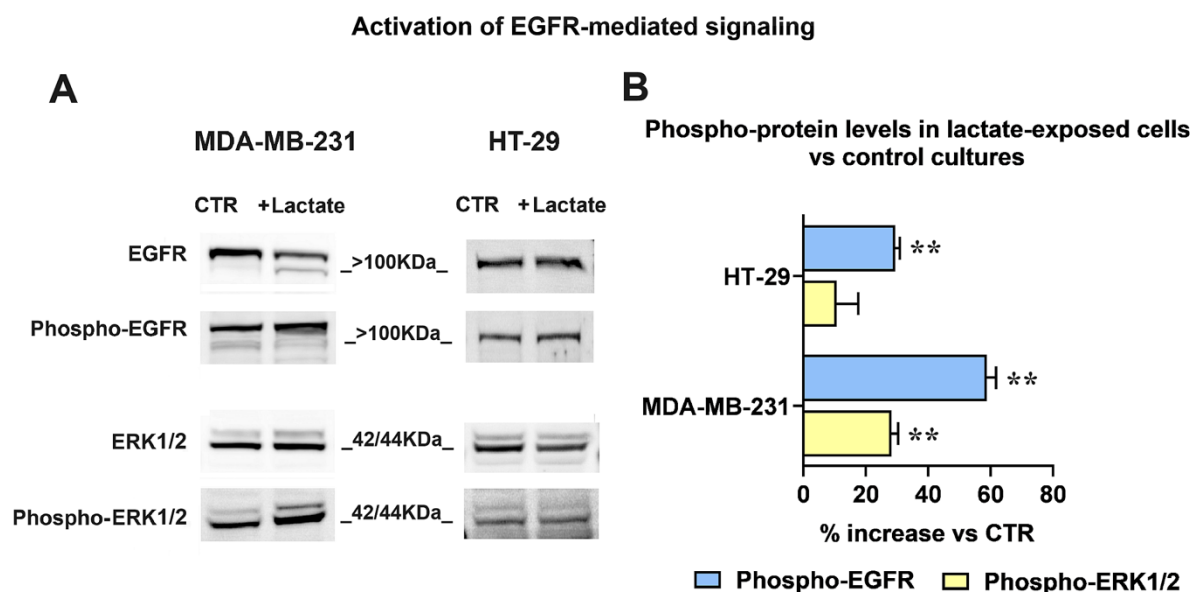 Activation of EGFR-mediated signaling
A
MDA-MB-231 HT-29
CTR +Lactate CTR +Lactate
EGFR _>100KDa_
Phospho-EGFR _>100KDa_
ERK1/2 _42/44KDa_
Phospho-ERK1/2 _42/44KDa_
B
Phospho-protein levels in lactate-exposed cells
vs control cultures
HT-29 **
MDA-MB-231 **
**
0 20 40 60 80
% increase vs CTR
Phospho-EGFR Phospho-ERK1/2